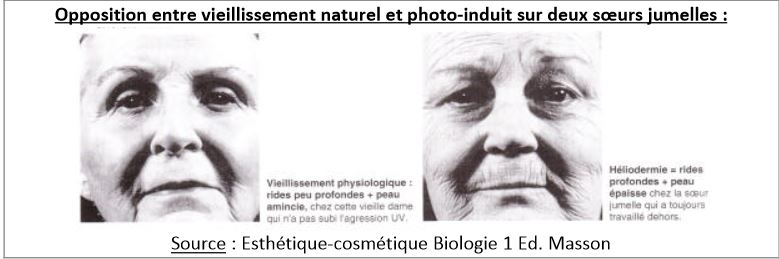 Opposition entre vieillissement naturel et photo-induit sur deux sœurs jumelles :
Vieillissement physiologique :
rides peu profondes + peau
amincie, chez cette vieille dame
qui n'a pas subi l'agression UV.
Héliodermie = rides
profondes + peau
épaisse chez la sœur
jumelle qui a toujours
travaillé dehors.
Source : Esthétique-cosmétique Biologie 1 Ed. Masson